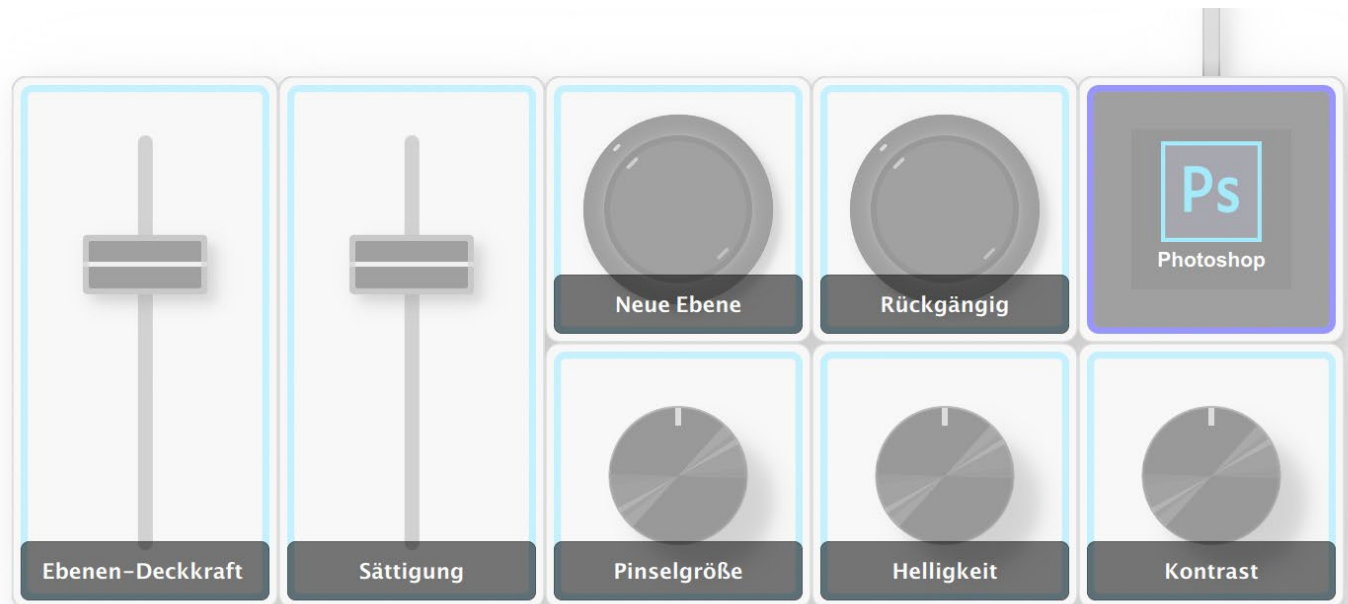 Ps
Photoshop
Neue Ebene
Rückgängig
Ebenen-Deckkraft
Sättigung
Pinselgröße
Helligkeit
Kontrast